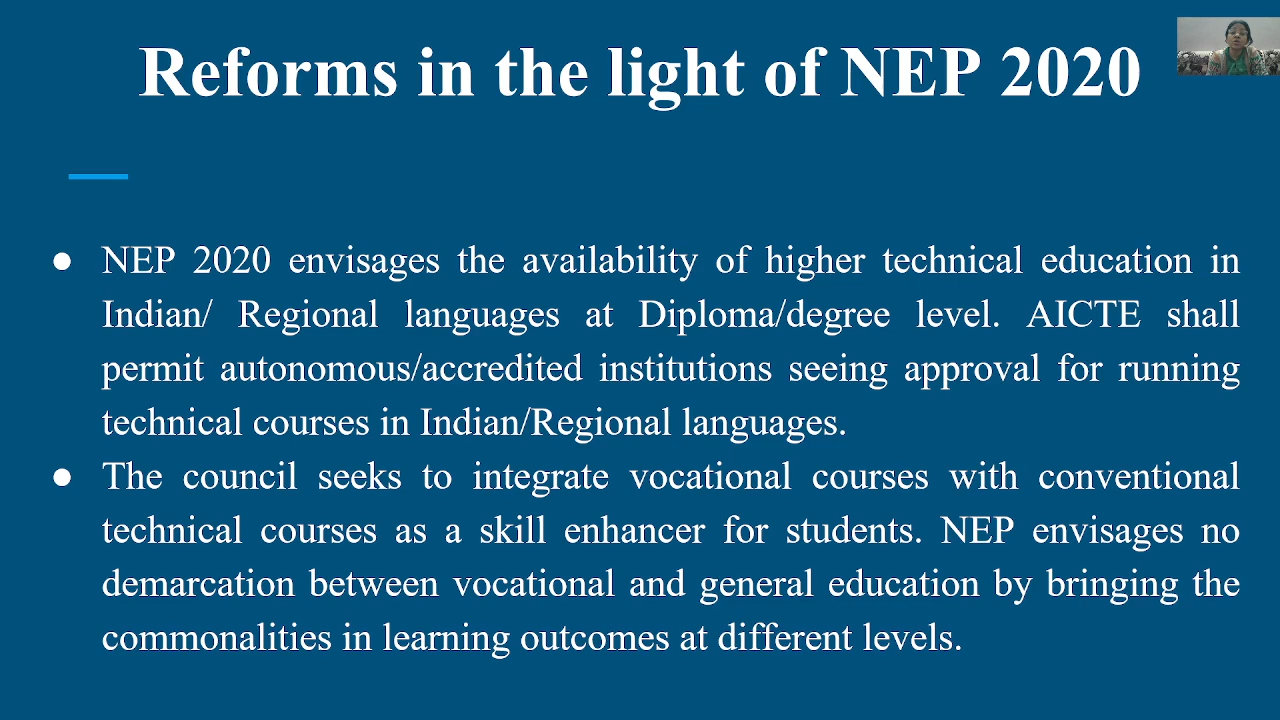 Reforms in the light of NEP 2020
● NEP 2020 envisages the availability of higher technical education in
Indian/ Regional languages at Diploma/degree level. AICTE shall
permit autonomous/accredited institutions seeing approval for running
technical courses in Indian/Regional languages.
● The council seeks to integrate vocational courses with conventional
technical courses as a skill enhancer for students. NEP envisages no
demarcation between vocational and general education by bringing the
commonalities in learning outcomes at different levels.